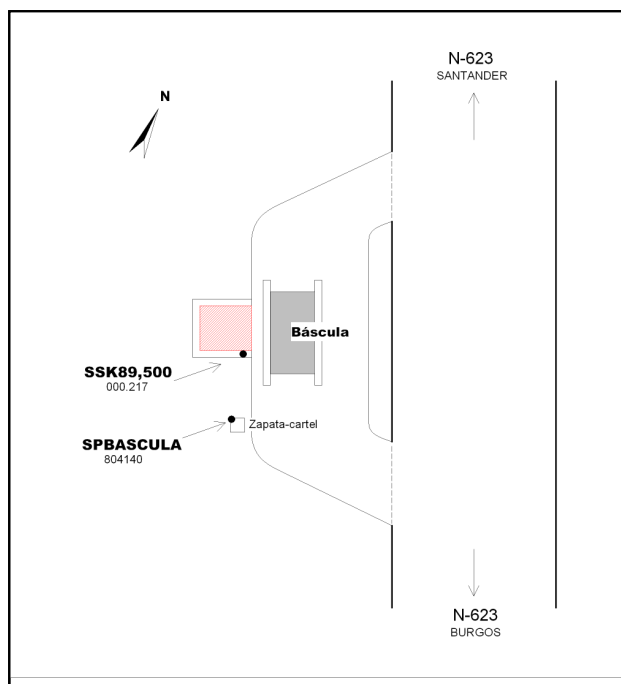 N-623
SANTANDER
N
Báscula
SSK89,500
000.217
Zapata-cartel
SPBASCULA
804140
N-623
BURGOS